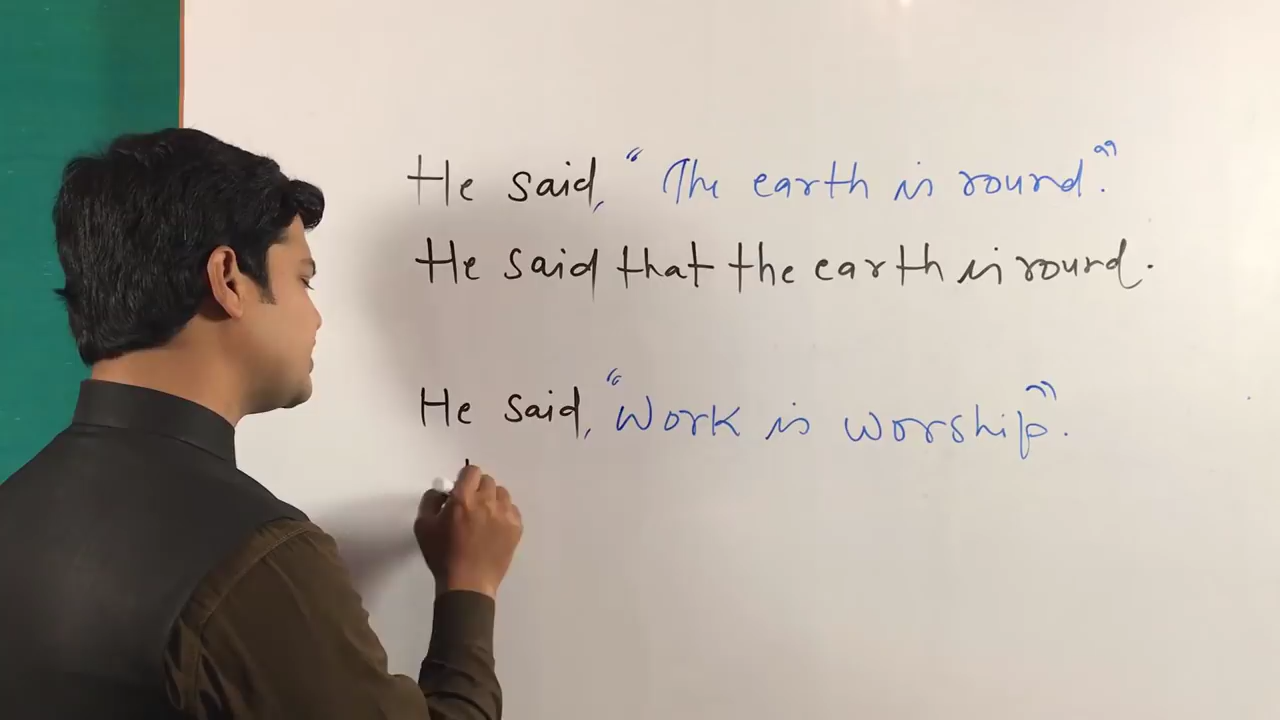 He said, "The earth is round".
He said that the earth is round.
He said, "Work is worship".